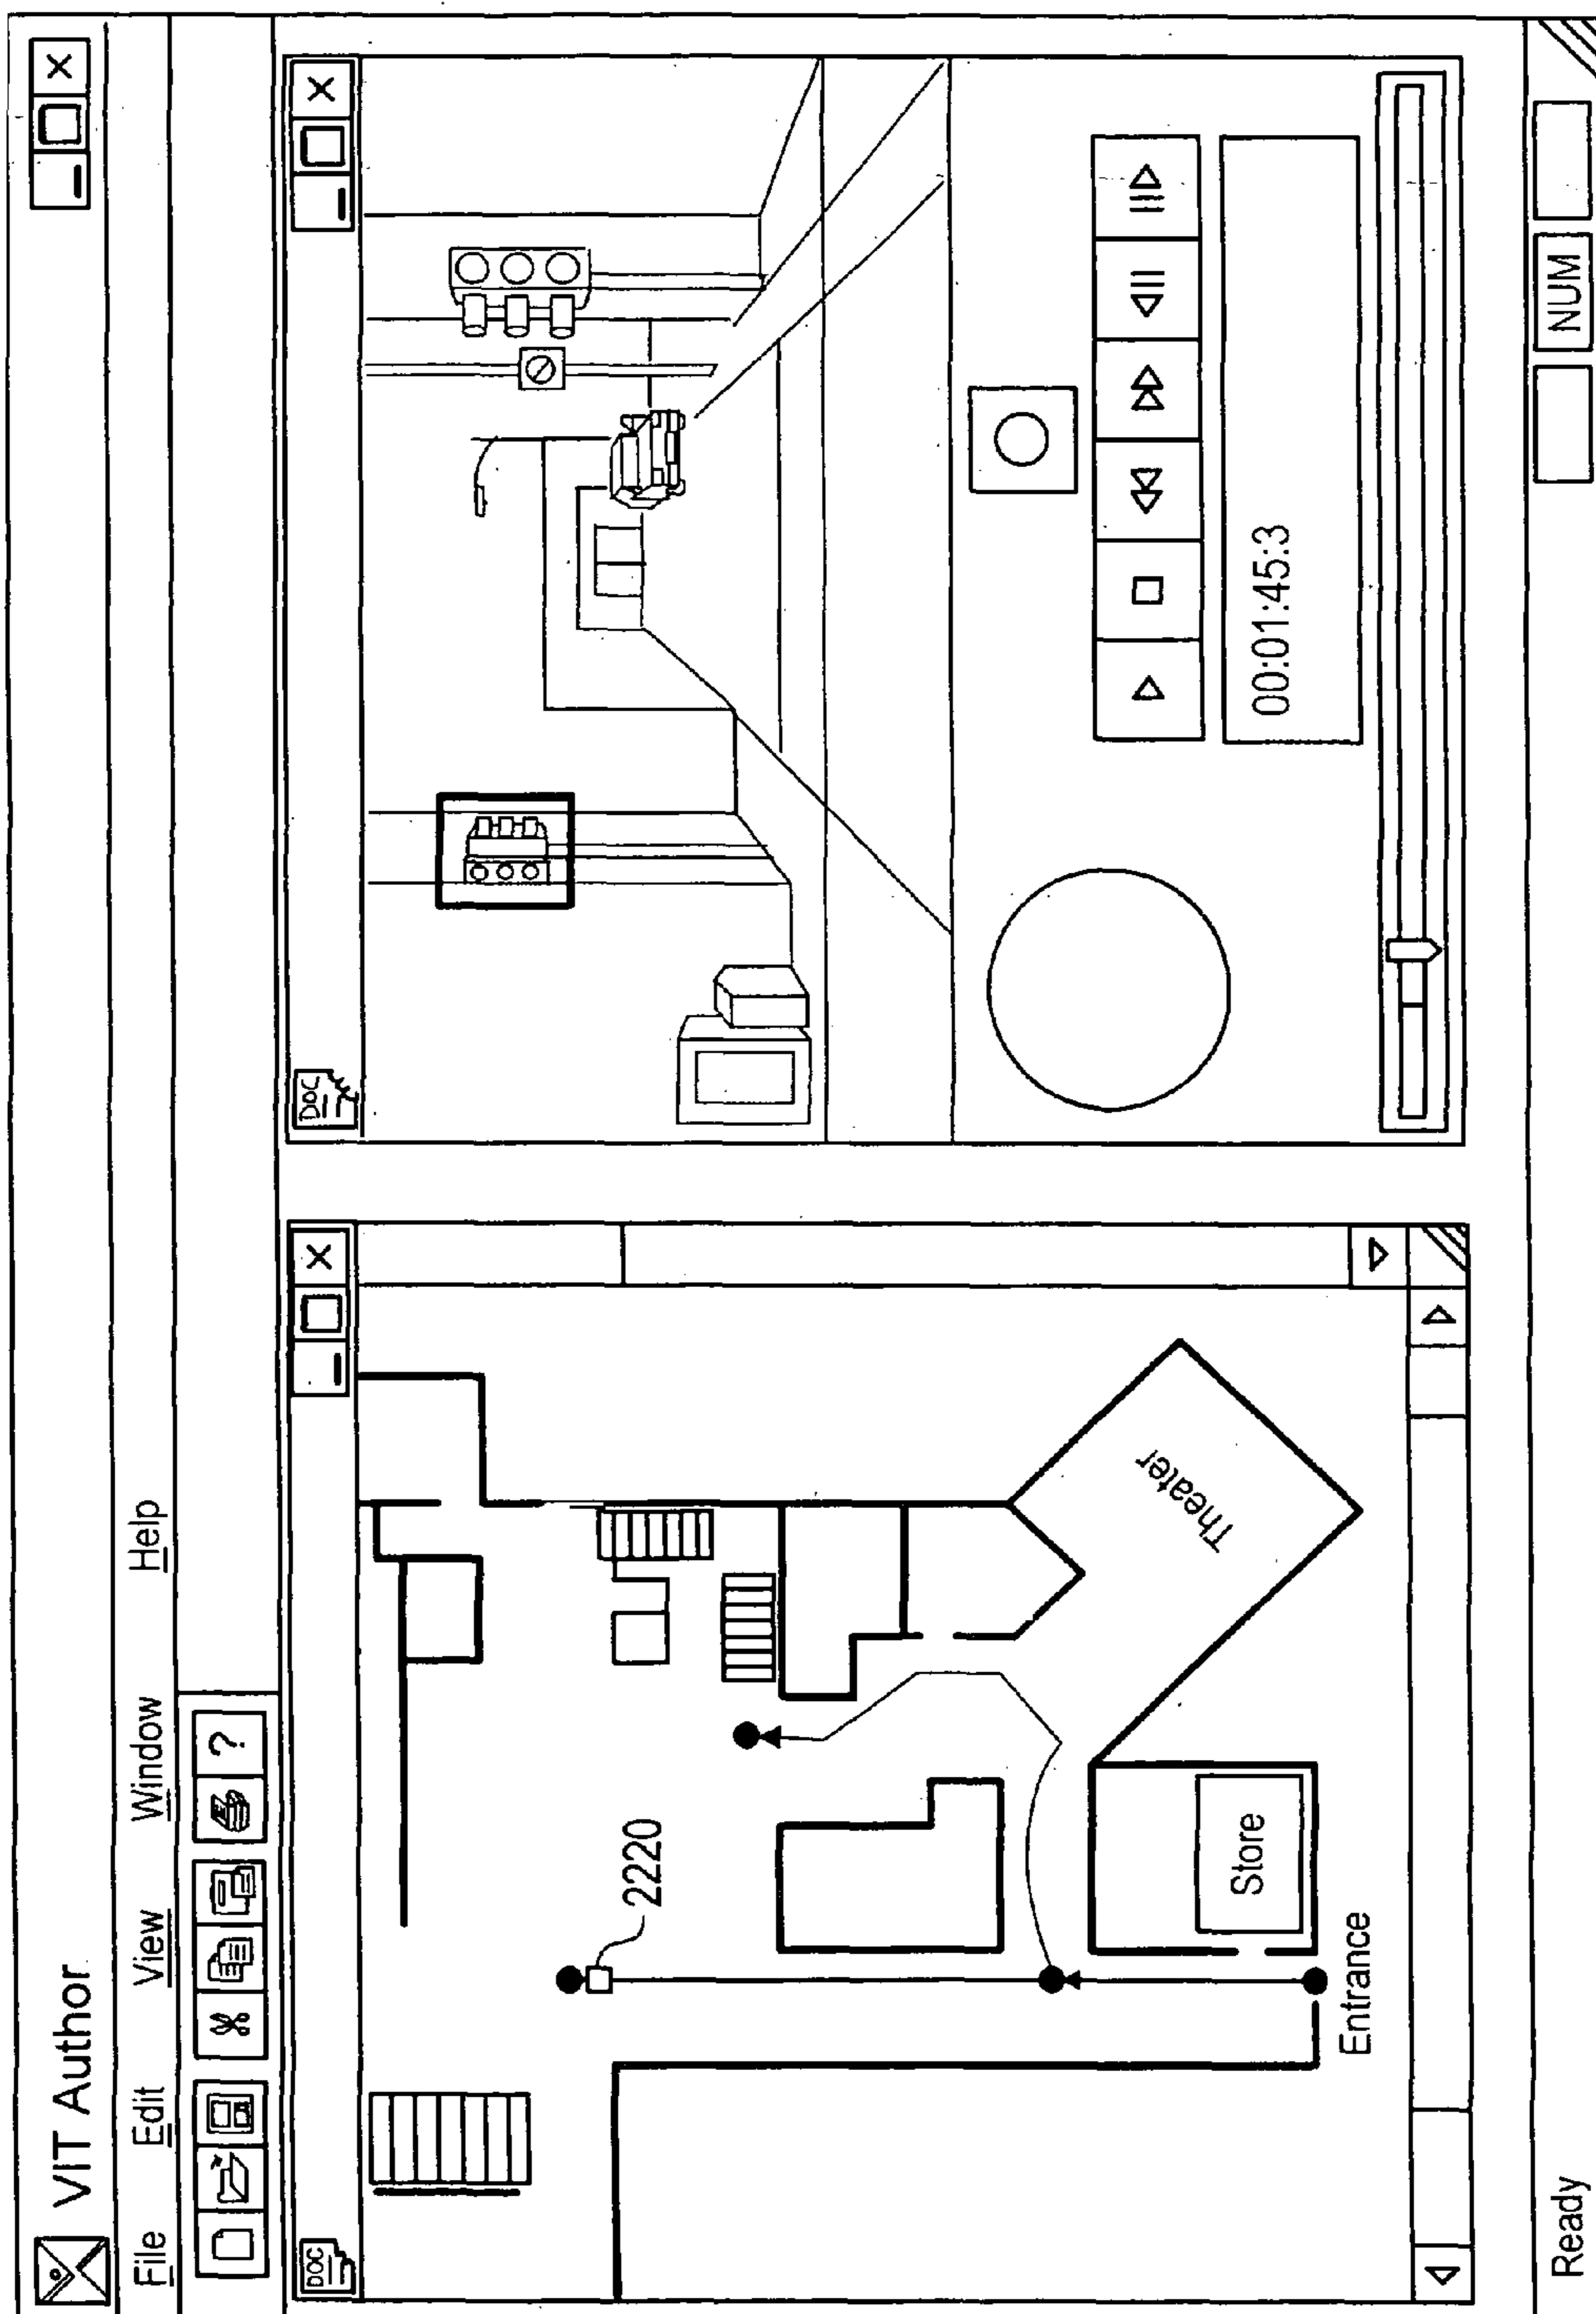 VIT Author
File Edit View Window Help
?
DOC
DOC
2220
Theater
Store
Entrance
00:01:45:3
Ready
NUM